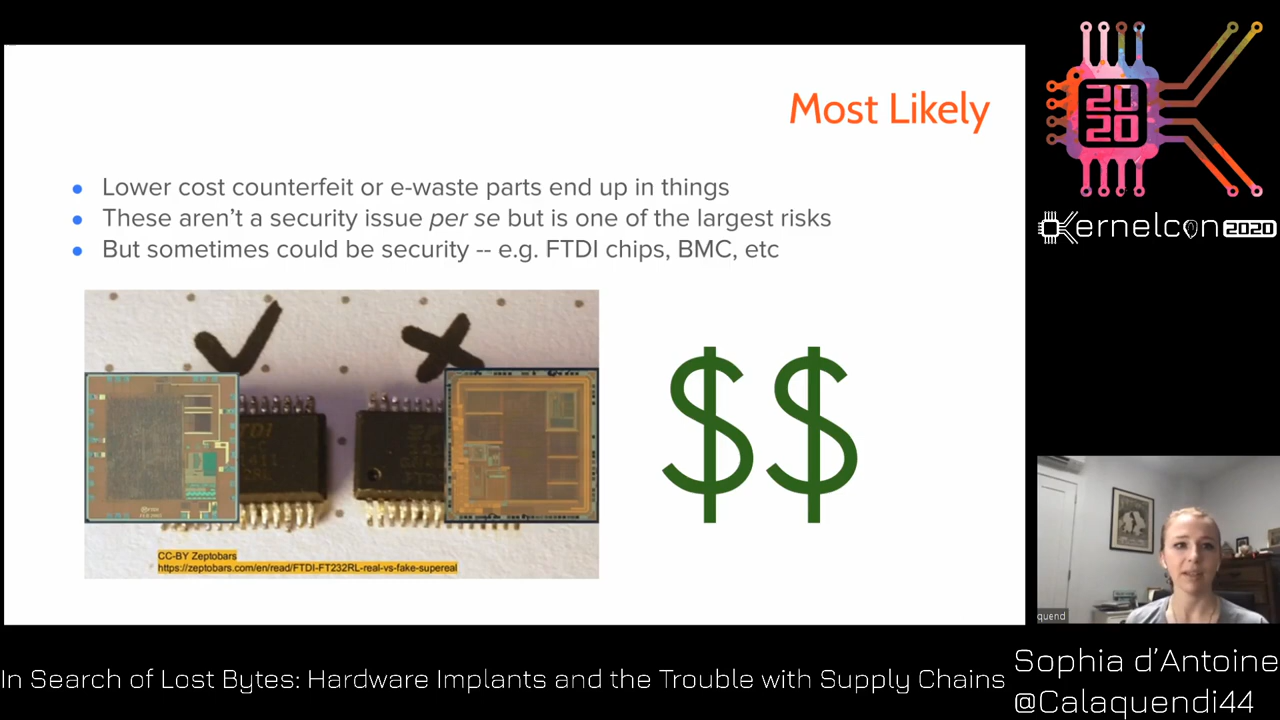 Most Likely
Lower cost counterfeit or e-waste parts end up in things
These aren't a security issue per se but is one of the largest risks
But sometimes could be security -- e.g. FTDI chips, BMC, etc
CC-BY Zeptobars
https://zeptobars.com/en/read/FTDI-FT232RL-real-vs-fake-supereal
$$
20
20
Kernelcon 2020
quend
In Search of Lost Bytes: Hardware Implants and the Trouble with Supply Chains
Sophia d'Antoine
@Calaquendi44